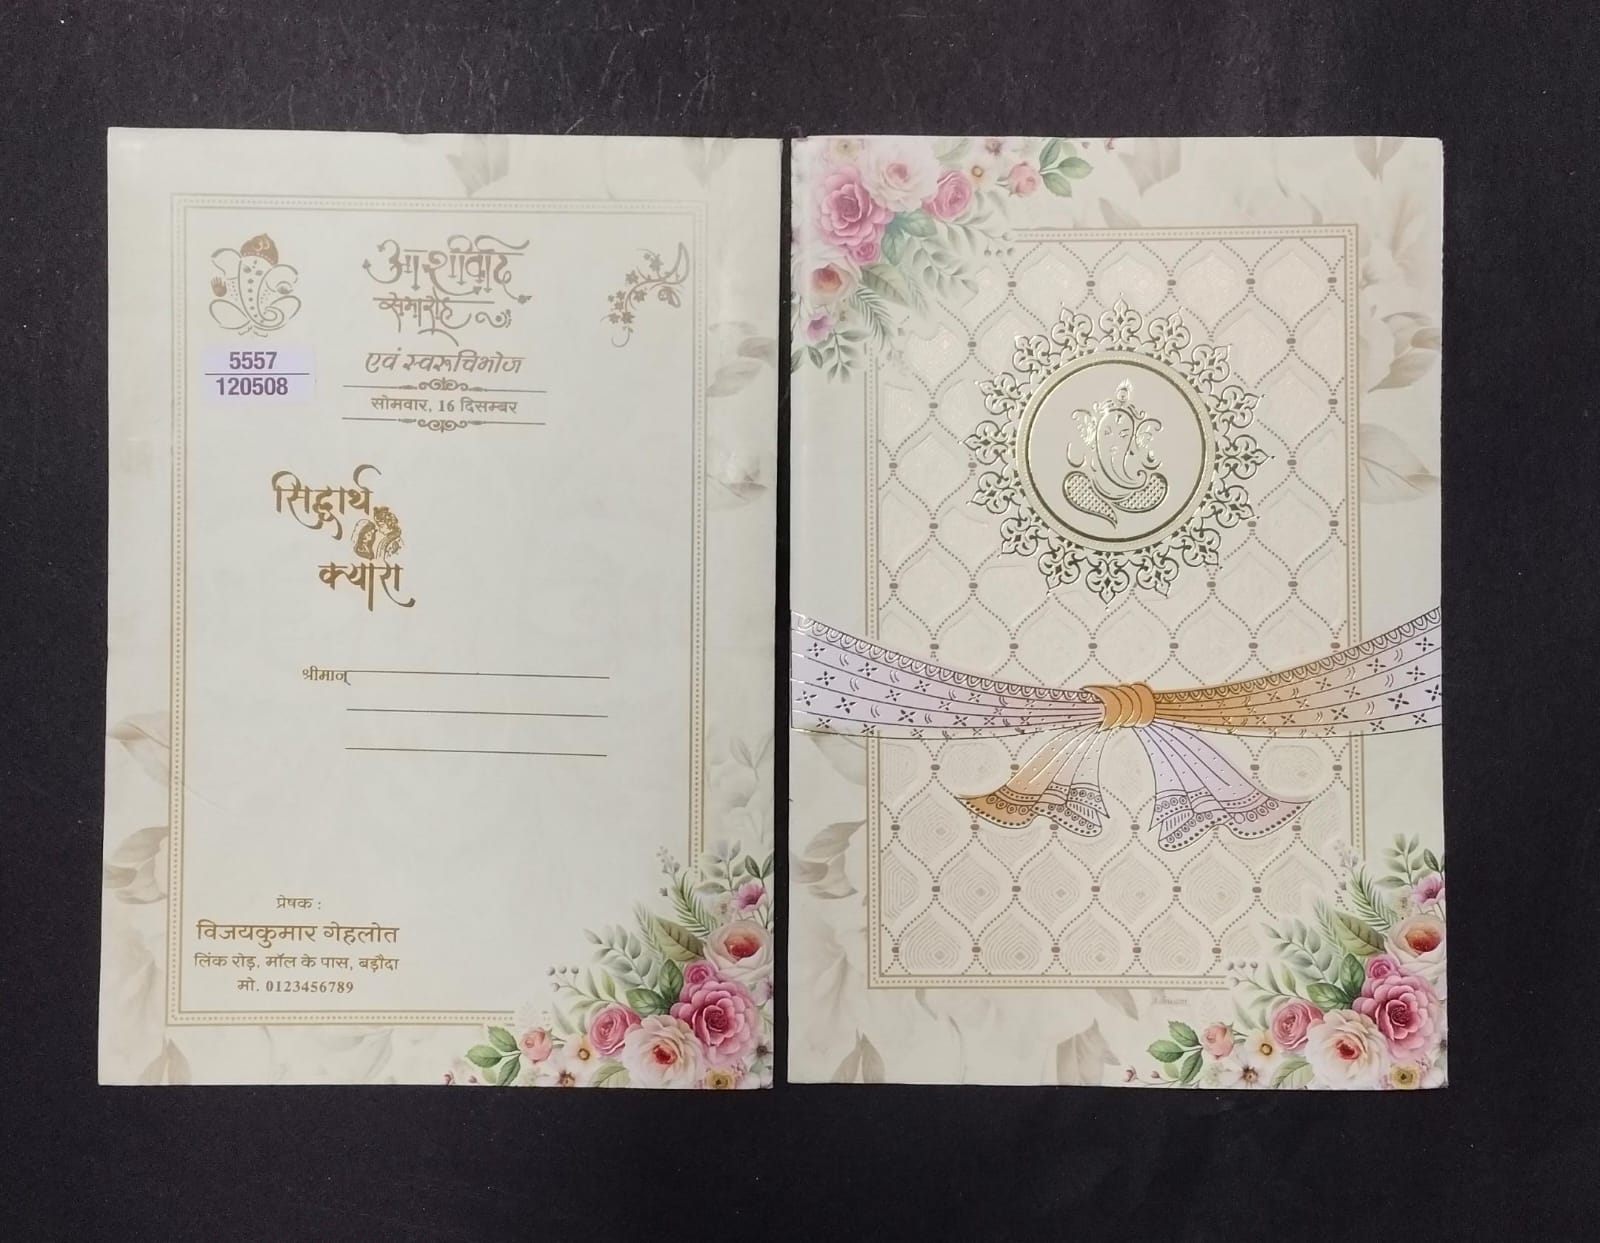 आशीर्वाद
समारोह
एवं स्वरूचिभोज
5557
120508
सोमवार, 16 दिसम्बर
सिद्धार्थ
क्यारा
श्रीमान्
प्रेषक :
विजयकुमार गेहलोत
लिंक रोड़, मॉल के पास, बड़ौदा
मो. 0123456789